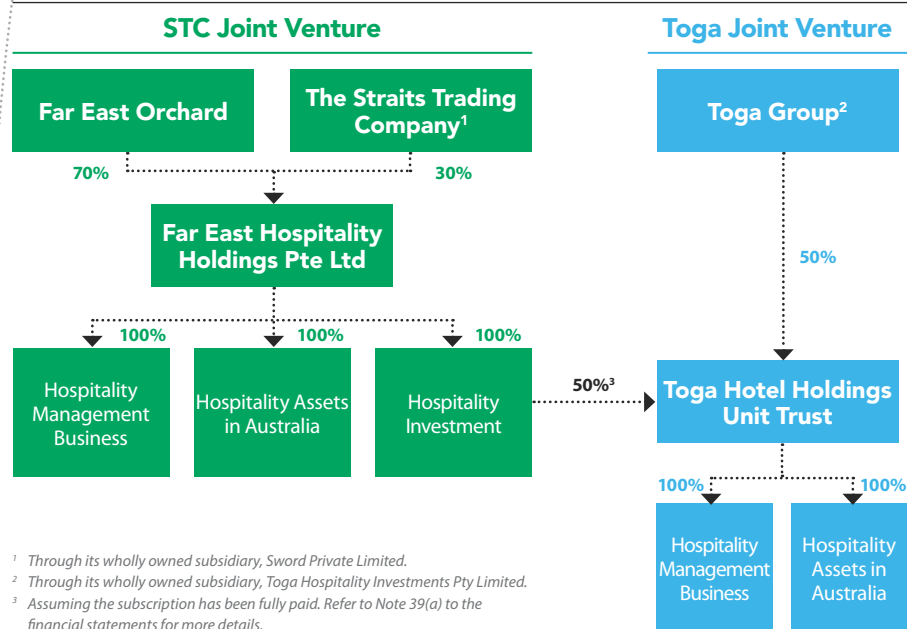 STC Joint Venture
Toga Joint Venture
Far East Orchard
The Straits Trading
Company¹
Toga Group²
70%
30%
50%
Far East Hospitality
Holdings Pte Ltd
100%
100%
100%
Hospitality
Management
Business
Hospitality Assets
in Australia
Hospitality
Investment
50%³
Toga Hotel Holdings
Unit Trust
100%
100%
Hospitality
Management
Business
Hospitality
Assets in
Australia
¹ Through its wholly owned subsidiary, Sword Private Limited.
² Through its wholly owned subsidiary, Toga Hospitality Investments Pty Limited.
³ Assuming the subscription has been fully paid. Refer to Note 39(a) to the
financial statements for more details.